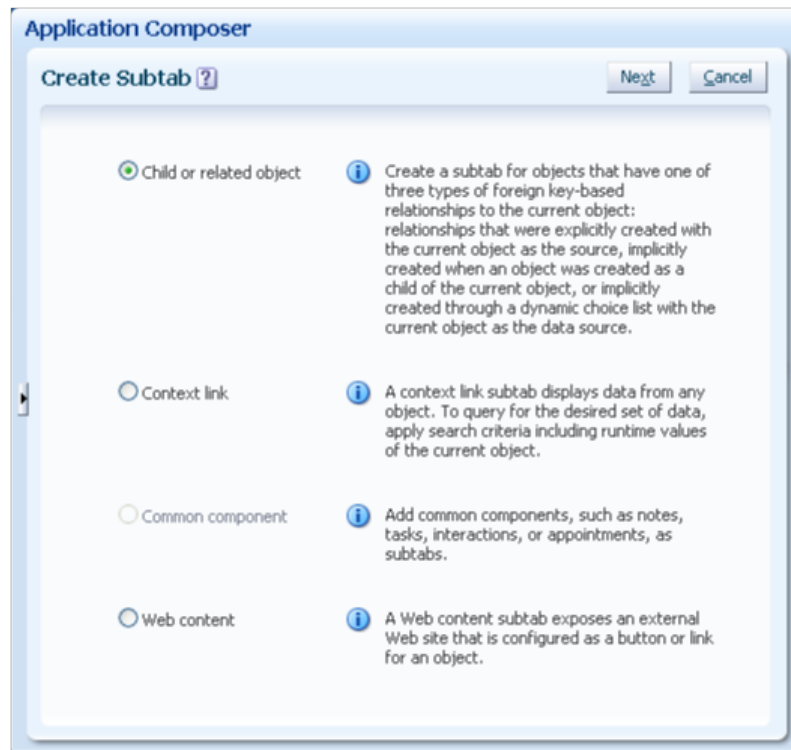 Application Composer
Create Subtab ?
Next
Cancel
Child or related object
Create a subtab for objects that have one of
three types of foreign key-based
relationships to the current object:
relationships that were explicitly created with
the current object as the source, implicitly
created when an object was created as a
child of the current object, or implicitly
created through a dynamic choice list with the
current object as the data source.
Context link
A context link subtab displays data from any
object. To query for the desired set of data,
apply search criteria including runtime values
of the current object.
Common component
Add common components, such as notes,
tasks, interactions, or appointments, as
subtabs.
Web content
A Web content subtab exposes an external
Web site that is configured as a button or link
for an object.